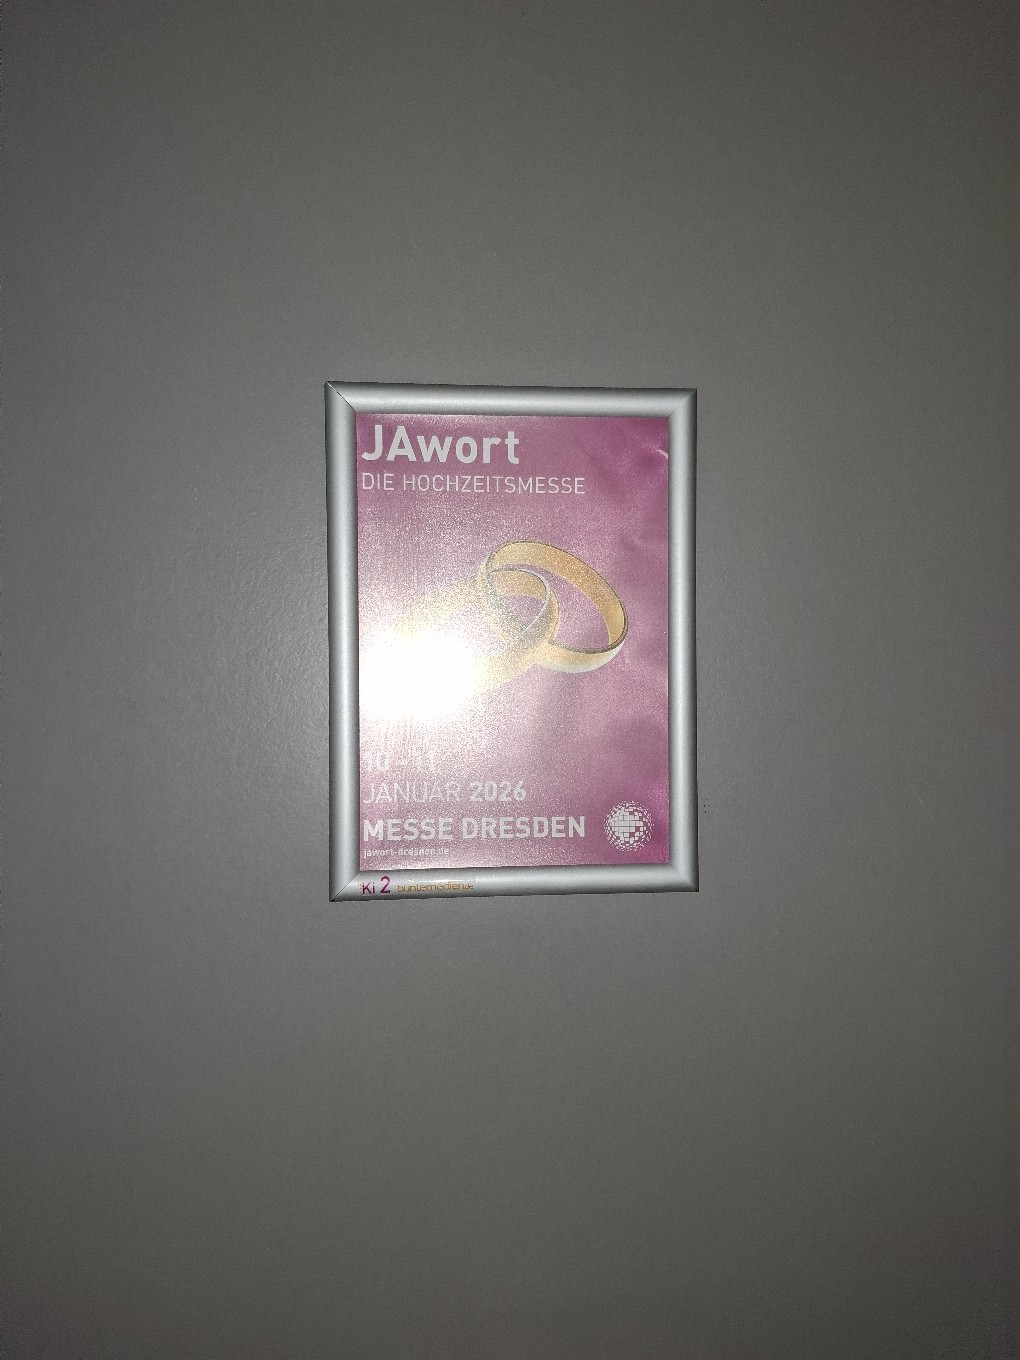 JAwort
DIE HOCHZEITSMESSE
10 - 11
JANUAR 2026
MESSE DRESDEN
jawort-dresden.de
Ki 2 buntemedien.de